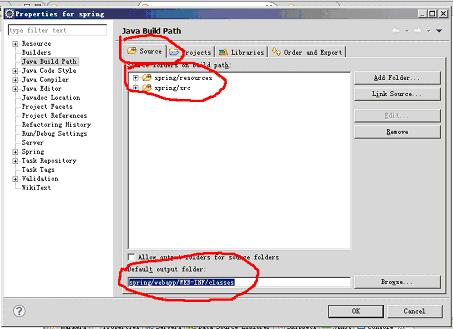 Properties for spring
type filter text
Java Build Path
Resource
Builders
Java Build Path
Java Code Style
Java Compiler
Java Editor
Javadoc Location
Project Facets
Project References
Refactoring History
Run/Debug Settings
Server
Spring
Task Repository
Task Tags
Validation
WikiText
Source
Projects
Libraries
Order and Export
Source folders on build path:
spring/resources
spring/src
Add Folder...
Link Source...
Edit...
Remove
Allow output folders for source folders
Default output folder:
spring/webapp/WEB-INF/classes
Browse...
OK
Cancel